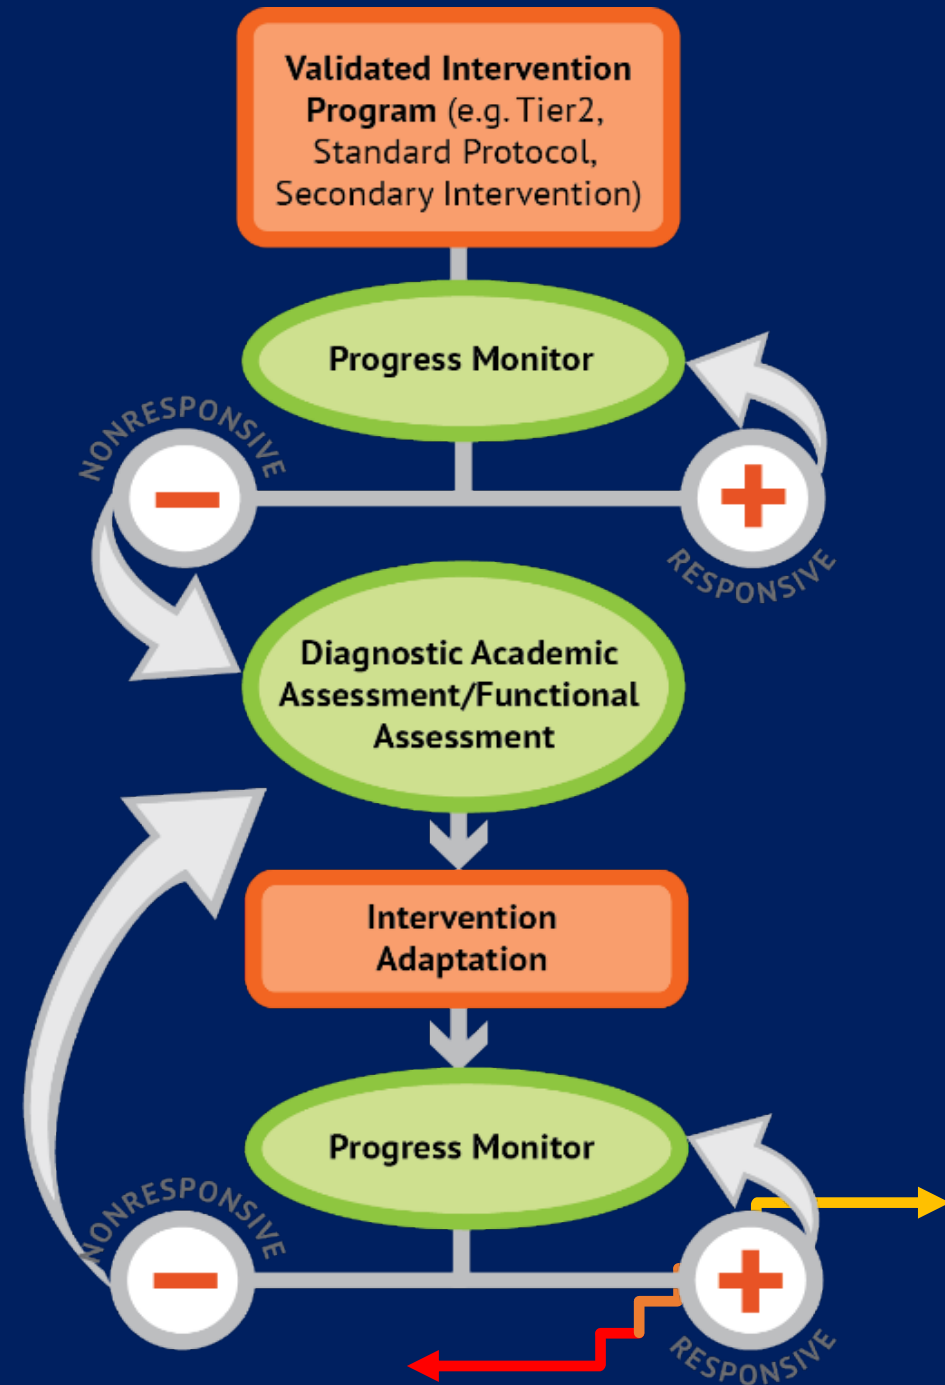 Validated Intervention
Program (e.g. Tier2,
Standard Protocol,
Secondary Intervention)
Progress Monitor
NONRESPONSIVE
−
+
RESPONSIVE
Diagnostic Academic
Assessment/Functional
Assessment
Intervention
Adaptation
Progress Monitor
NONRESPONSIVE
−
+
RESPONSIVE